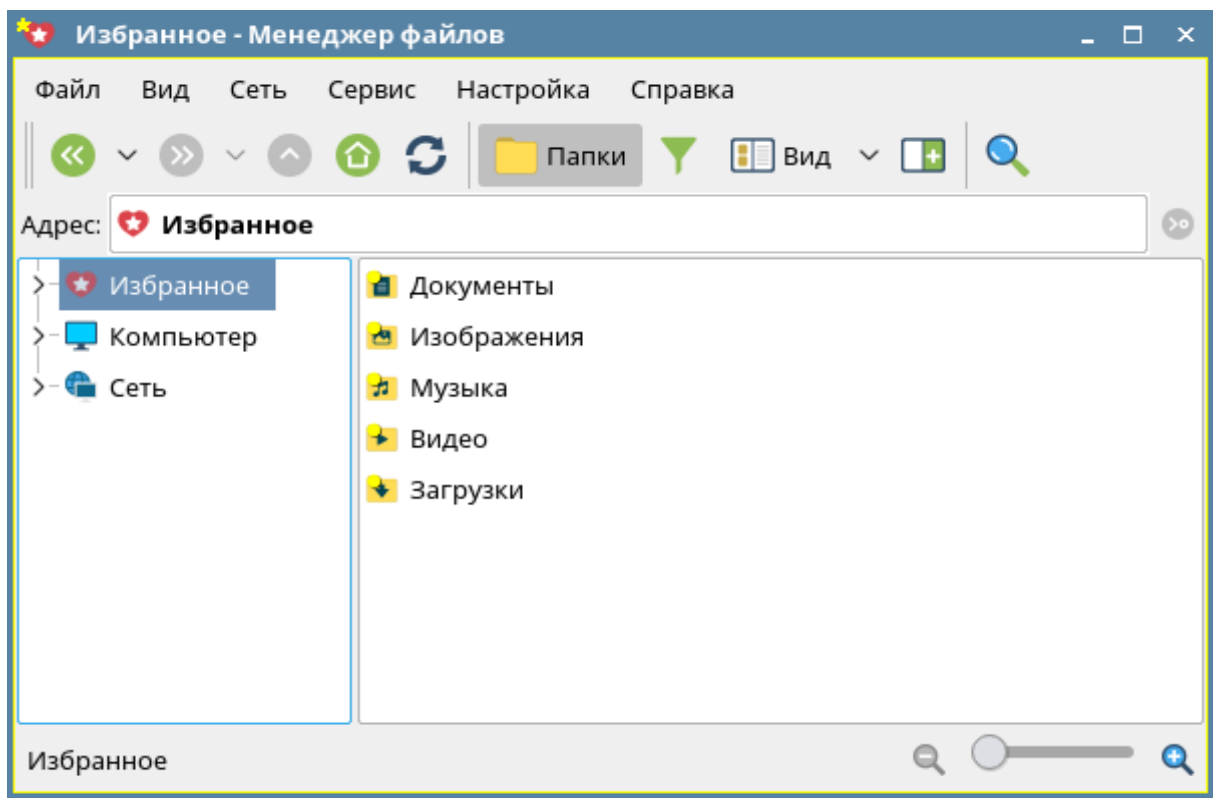 Избранное - Менеджер файлов
Файл Вид Сеть Сервис Настройка Справка
Папки Вид
Адрес: Избранное
Избранное
Компьютер
Сеть
Документы
Изображения
Музыка
Видео
Загрузки
Избранное